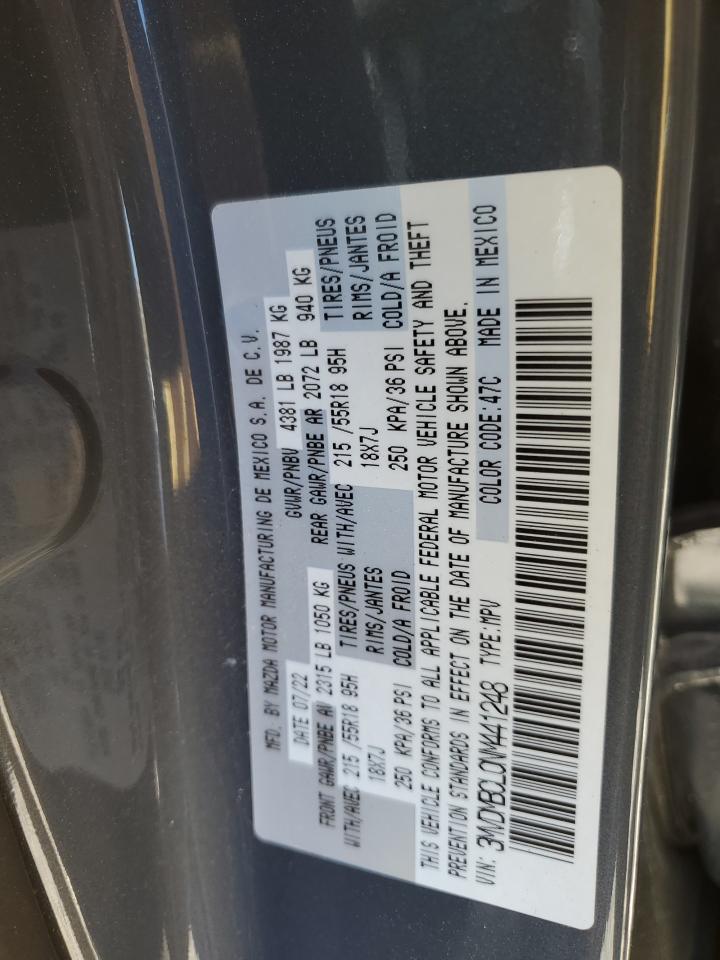 MFD. BY MAZDA MOTOR MANUFACTURING DE MEXICO S.A. DE C.V.
DATE 07/22 GVWR/PNBV 4381 LB 1987 KG
FRONT GAWR/PNBE AV 2315 LB 1050 KG REAR GAWR/PNBE AR 2072 LB 940 KG
WITH/AVEC 215 /55R18 95H TIRES/PNEUS WITH/AVEC 215 /55R18 95H TIRES/PNEUS
18X7J RIMS/JANTES 18X7J RIMS/JANTES
250 KPA/36 PSI COLD/A FROID 250 KPA/36 PSI COLD/A FROID
THIS VEHICLE CONFORMS TO ALL APPLICABLE FEDERAL MOTOR VEHICLE SAFETY AND THEFT
PREVENTION STANDARDS IN EFFECT ON THE DATE OF MANUFACTURE SHOWN ABOVE.
VIN: 3MVDMBCL0NM441248 TYPE:MPV COLOR CODE:47C MADE IN MEXICO